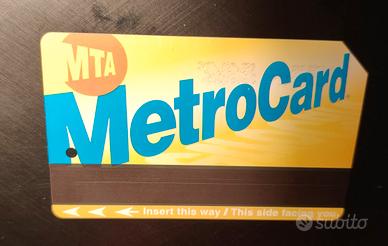 MTA
MetroCard®
Insert this way / This side facing you
subito